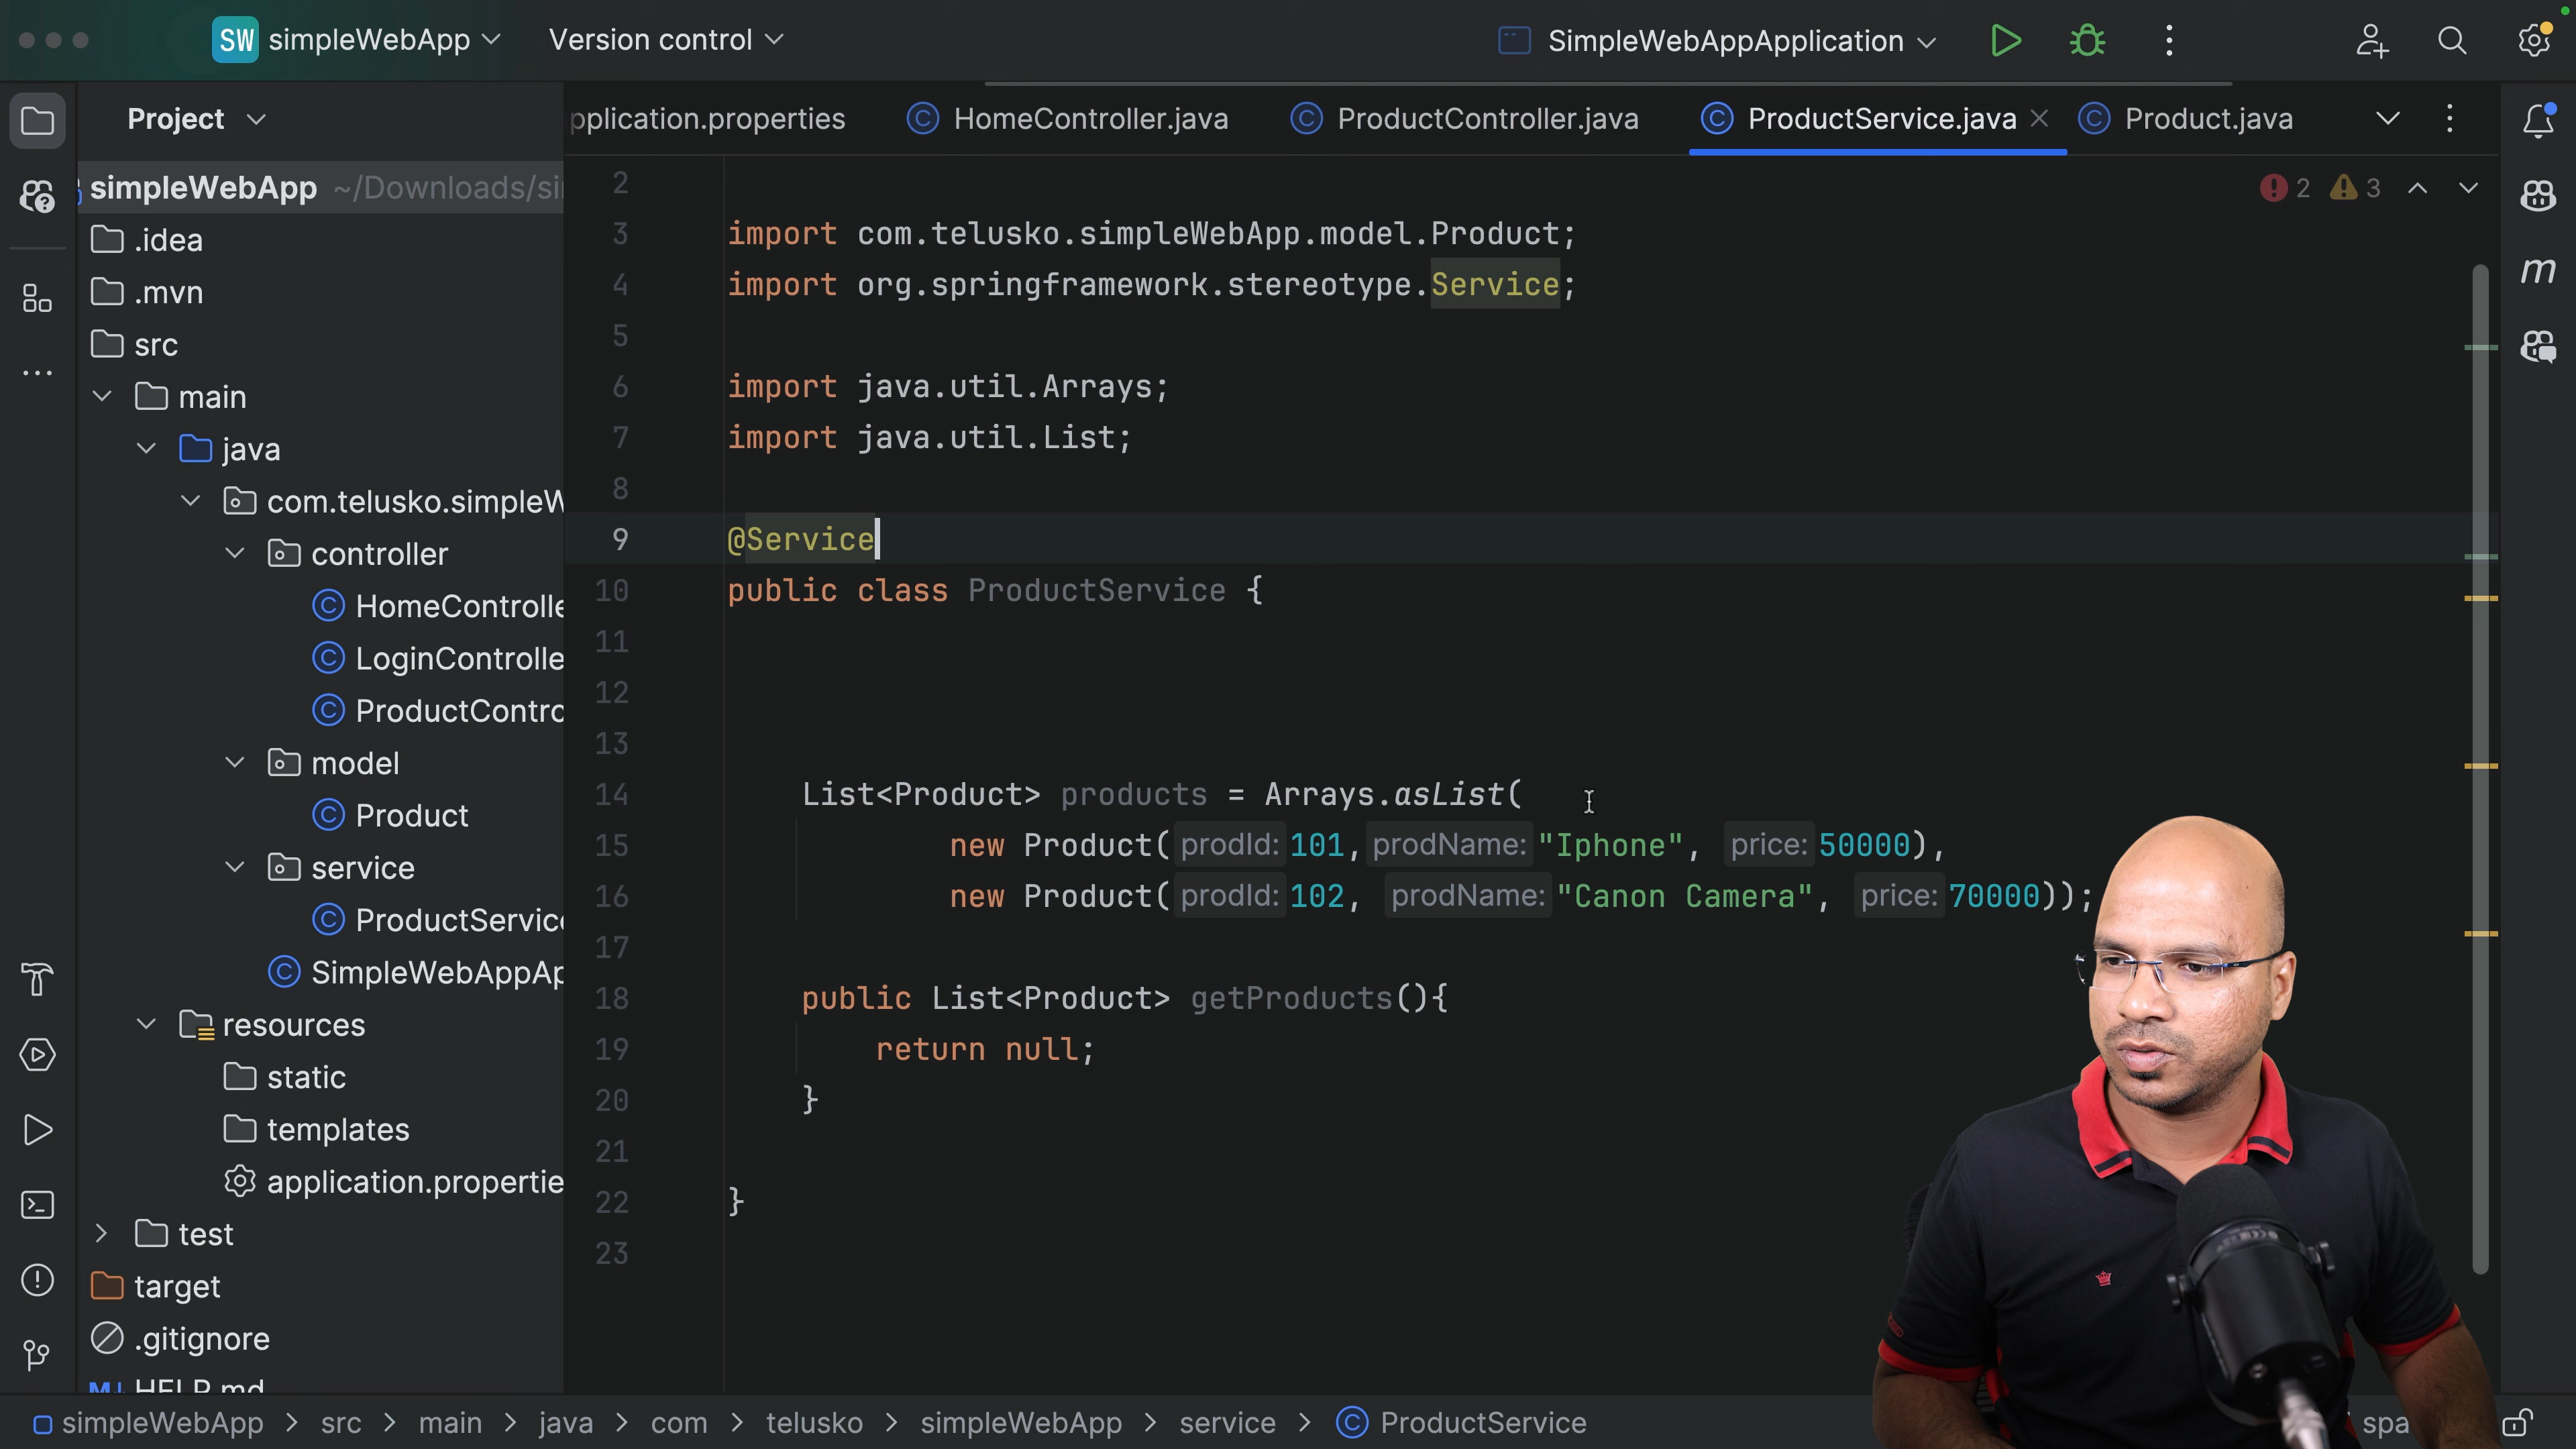 SW simpleWebApp Version control SimpleWebAppApplication
Project
pplication.properties HomeController.java ProductController.java ProductService.java Product.java
simpleWebApp ~/Downloads/si
.idea
.mvn
src
main
java
com.telusko.simpleW
controller
HomeControlle
LoginControlle
ProductContro
model
Product
service
ProductService
SimpleWebAppAp
resources
static
templates
application.propertie
test
target
.gitignore
HELP.md
2 3
2
3 import com.telusko.simpleWebApp.model.Product;
4 import org.springframework.stereotype.Service;
5
6 import java.util.Arrays;
7 import java.util.List;
8
9 @Service
10 public class ProductService {
11
12
13
14 List<Product> products = Arrays.asList(
15 new Product( prodId: 101, prodName: "Iphone", price: 50000),
16 new Product( prodId: 102, prodName: "Canon Camera", price: 70000));
17
18 public List<Product> getProducts(){
19 return null;
20 }
21
22 }
23
m
simpleWebApp > src > main > java > com > telusko > simpleWebApp > service > ProductService spa